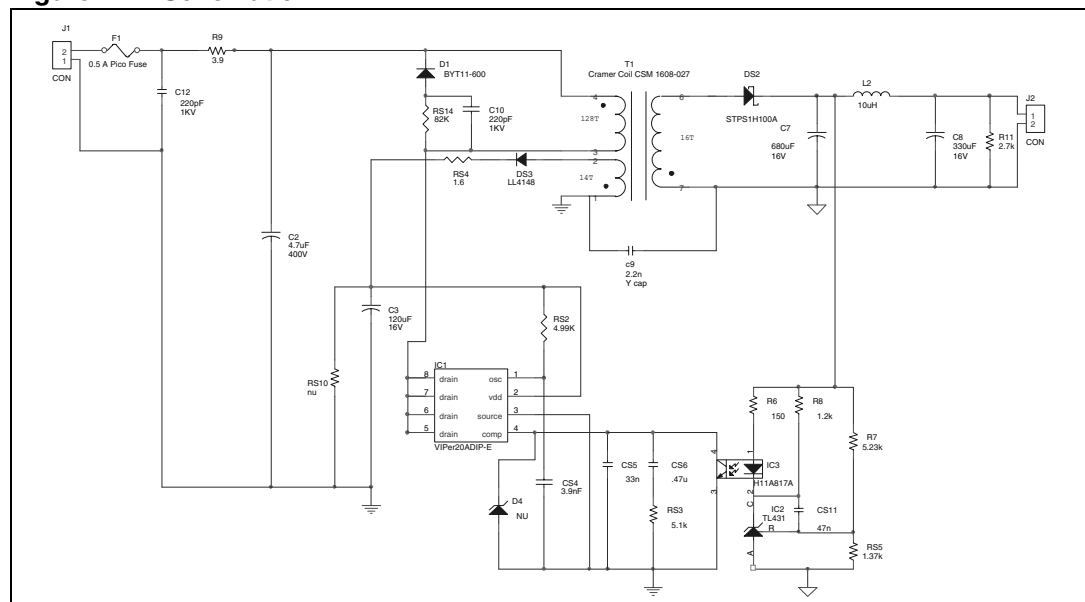 J1
2
1
CON
F1
0.5 A Pico Fuse
R9
3.9
C12
220pF
1KV
D1
BYT11-600
RS14
82K
C10
220pF
1KV
T1
Cramer Coil CSM 1608-027
4
128T
3
2
14T
1
6
16T
7
DS2
STPS1H100A
L2
10uH
C7
680uF
16V
C8
330uF
16V
R11
2.7k
J2
1
2
CON
RS4
1.6
DS3
LL4148
c9
2.2n
Y cap
C2
4.7uF
400V
C3
120uF
16V
RS2
4.99K
RS10
nu
IC1
8 drain osc 1
7 drain vdd 2
6 drain source 3
5 drain comp 4
VIPer20ADIP-E
D4
NU
CS4
3.9nF
CS5
33n
CS6
.47u
RS3
5.1k
4
3
1
2
IC3
H11A817A
R6
150
R8
1.2k
R7
5.23k
C
IC2
TL431
R
A
CS11
47n
RS5
1.37k